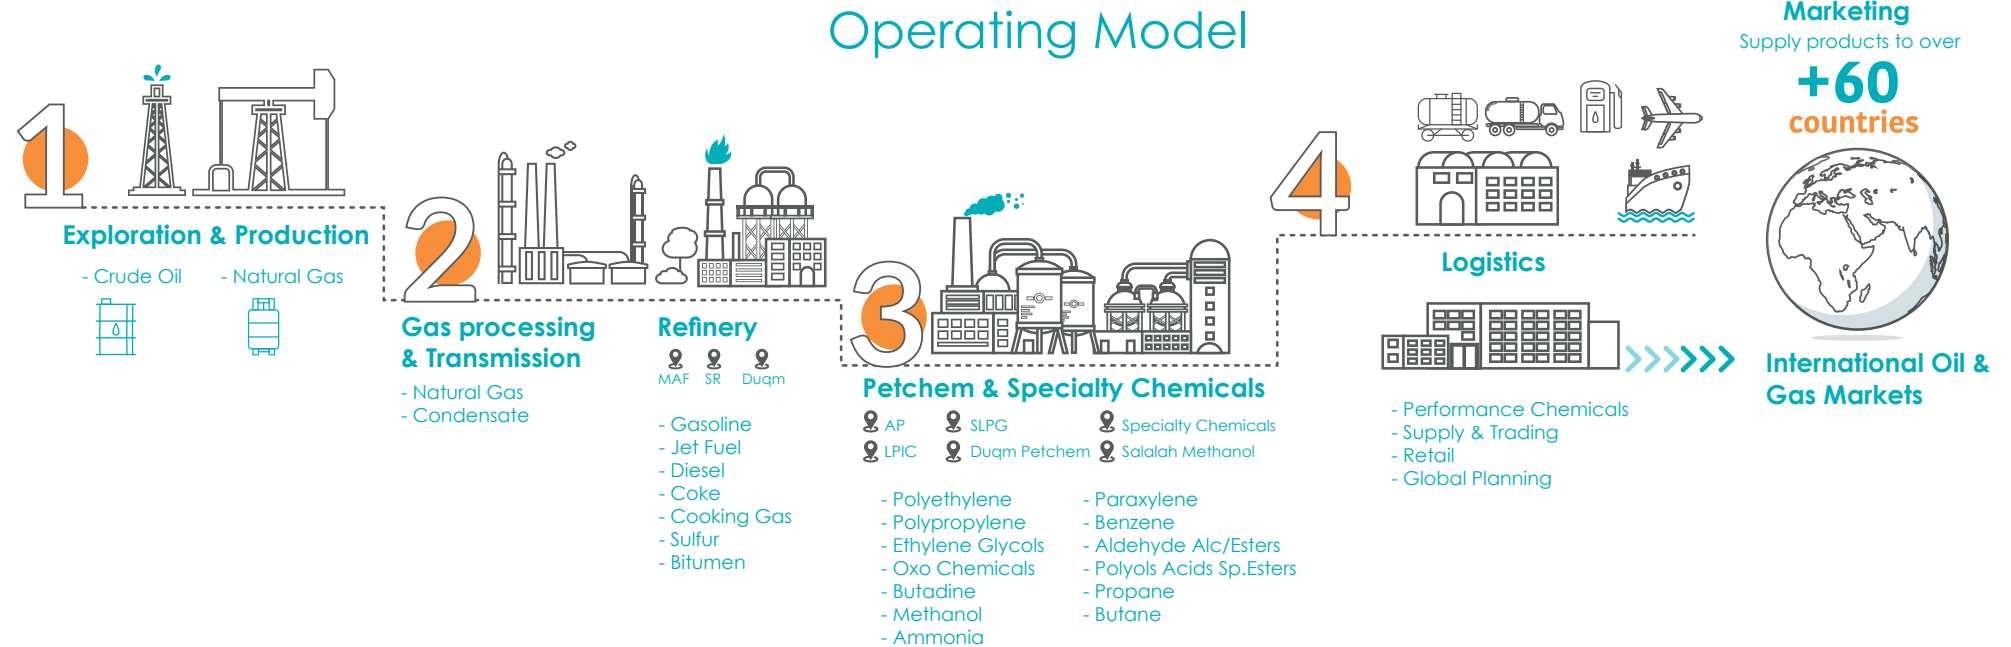 Operating Model
1
Exploration & Production
- Crude Oil
- Natural Gas
2
Gas processing
& Transmission
- Natural Gas
- Condensate
Refinery
MAF
SR
Duqm
- Gasoline
- Jet Fuel
- Diesel
- Coke
- Cooking Gas
- Sulfur
- Bitumen
3
Petchem & Specialty Chemicals
AP
SLPG
Specialty Chemicals
LPIC
Duqm Petchem
Salalah Methanol
- Polyethylene
- Polypropylene
- Ethylene Glycols
- Oxo Chemicals
- Butadine
- Methanol
- Ammonia
- Paraxylene
- Benzene
- Aldehyde Alc/Esters
- Polyols Acids Sp.Esters
- Propane
- Butane
4
Logistics
- Performance Chemicals
- Supply & Trading
- Retail
- Global Planning
Marketing
Supply products to over
+60
countries
International Oil &
Gas Markets